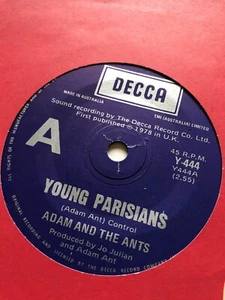 DECCA
MADE IN AUSTRALIA
EMI (AUSTRALIA) LIMITED
Sound recording by The Decca Record Co. Ltd.
First published ℗ 1978 in U.K.
A
45 R.P.M.
Y-444
Y444A
(2.55)
YOUNG PARISIANS
(Adam Ant) Control
ADAM AND THE ANTS
Produced by Jo Julian
and Adam Ant